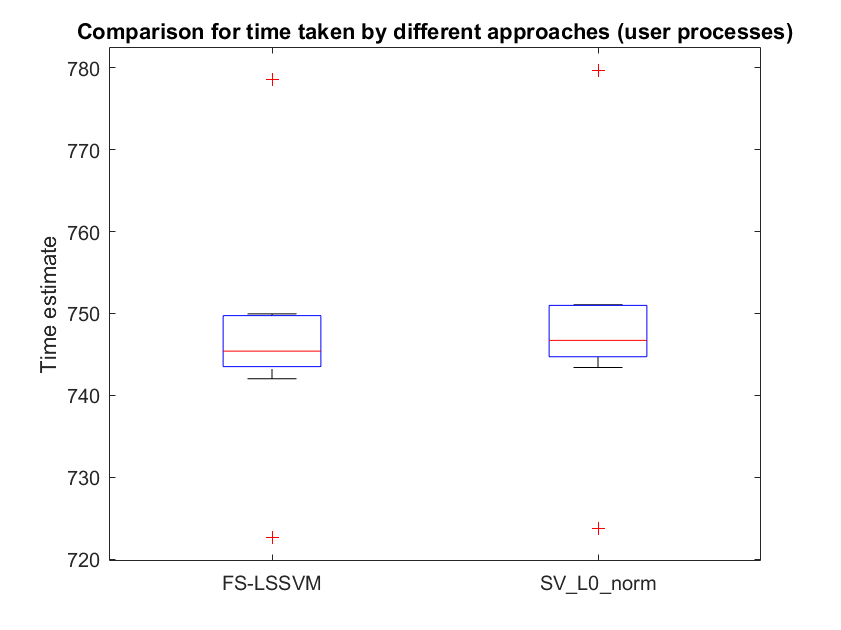 Comparison for time taken by different approaches (user processes)
780
770
760
750
740
730
720
Time estimate
FS-LSSVM
SV_L0_norm